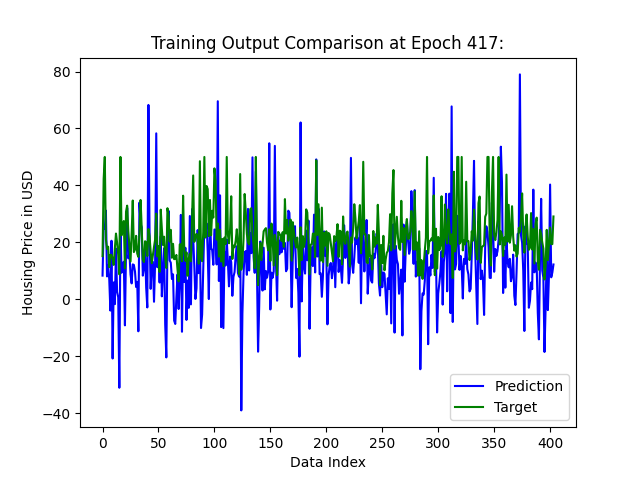 Training Output Comparison at Epoch 417:
80
60
40
20
0
−20
−40
Housing Price in USD
0 50 100 150 200 250 300 350 400
Data Index
Prediction
Target